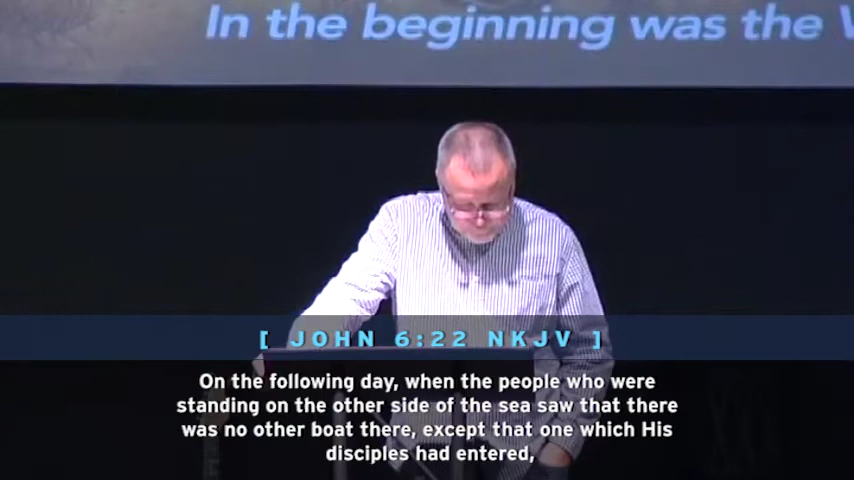 In the beginning was the
[ JOHN 6:22 NKJV ]
On the following day, when the people who were
standing on the other side of the sea saw that there
was no other boat there, except that one which His
disciples had entered,